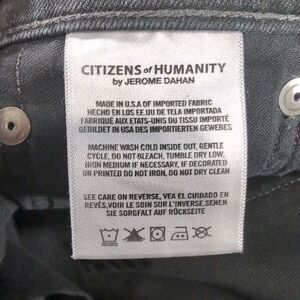 CITIZENS of HUMANITY
by JEROME DAHAN
MADE IN U.S.A OF IMPORTED FABRIC
HECHO EN LOS EE.UU DE TELA IMPORTADA
FABRIQUÉ AUX ETATS-UNIS DU TISSU IMPORTÉ
GEBILDET IN USA DES IMPORTIERTEN GEWEBES
MACHINE WASH COLD INSIDE OUT, GENTLE
CYCLE, DO NOT BLEACH, TUMBLE DRY LOW,
IRON MEDIUM IF NECESSARY, IF DECORATED
OR PRINTED DO NOT IRON, DO NOT DRY CLEAN
SEE CARE ON REVERSE, VEA EL CUIDADO EN
REVÉS,VOIR LE SOIN SUR L'INVERSE,SEHEN
SIE SORGFALT AUF RÜCKSEITE